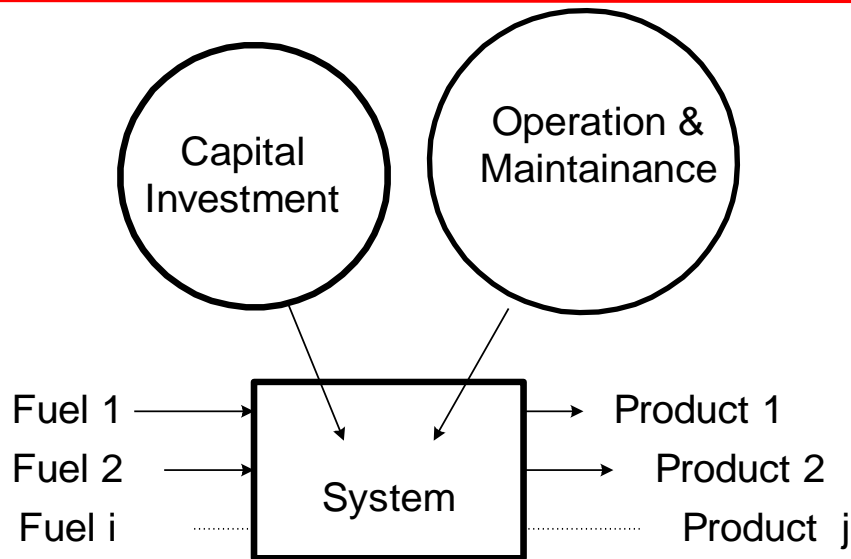 Capital
Investment
Operation &
Maintainance
Fuel 1
Product 1
Fuel 2
Product 2
System
Fuel i
Product j